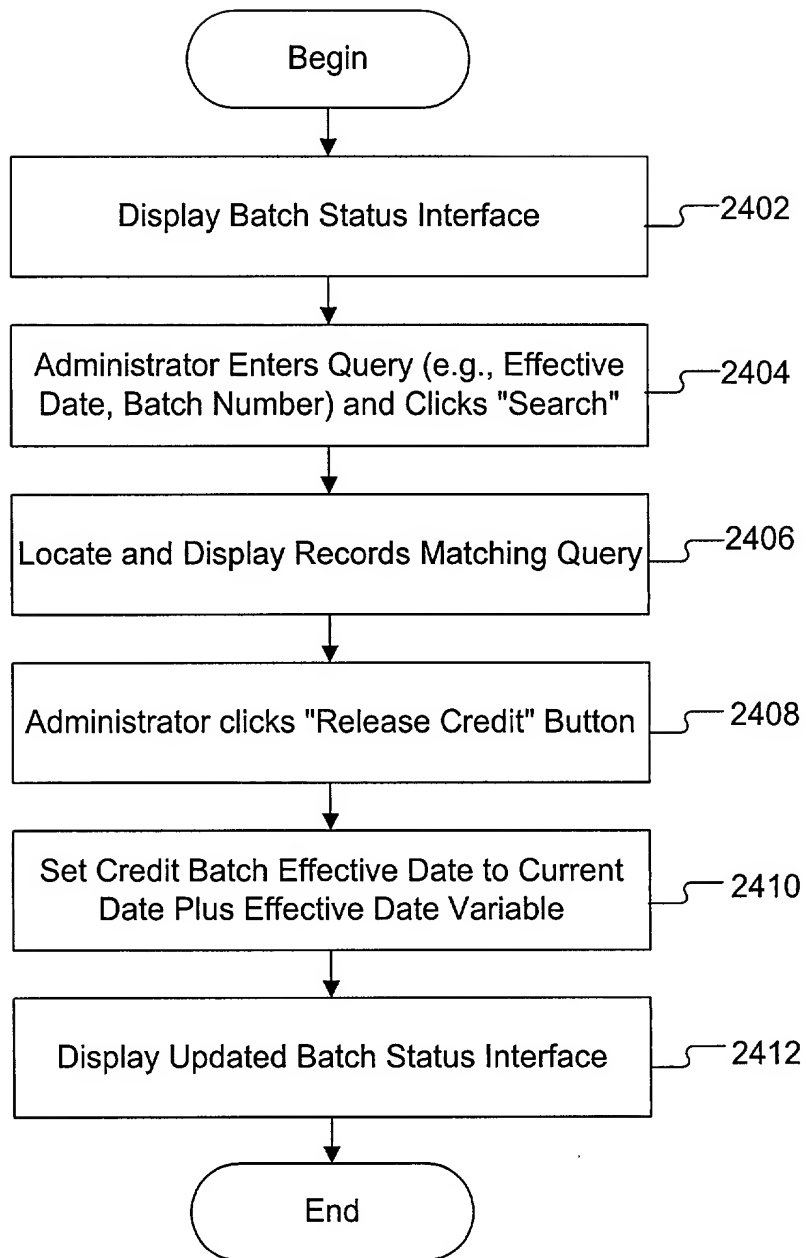 Begin
Display Batch Status Interface
2402
Administrator Enters Query (e.g., Effective
Date, Batch Number) and Clicks "Search"
2404
Locate and Display Records Matching Query
2406
Administrator clicks "Release Credit" Button
2408
Set Credit Batch Effective Date to Current
Date Plus Effective Date Variable
2410
Display Updated Batch Status Interface
2412
End